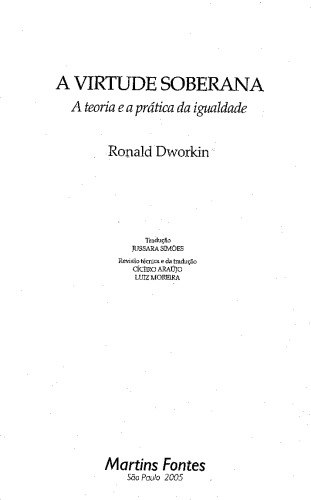 A VIRTUDE SOBERANA
A teoria e a prática da igualdade
Ronald Dworkin
Tradução
JUSSARA SIMÕES
Revisão técnica e da tradução
CÍCERO ARAÚJO
LUIZ MOREIRA
Martins Fontes
São Paulo 2005